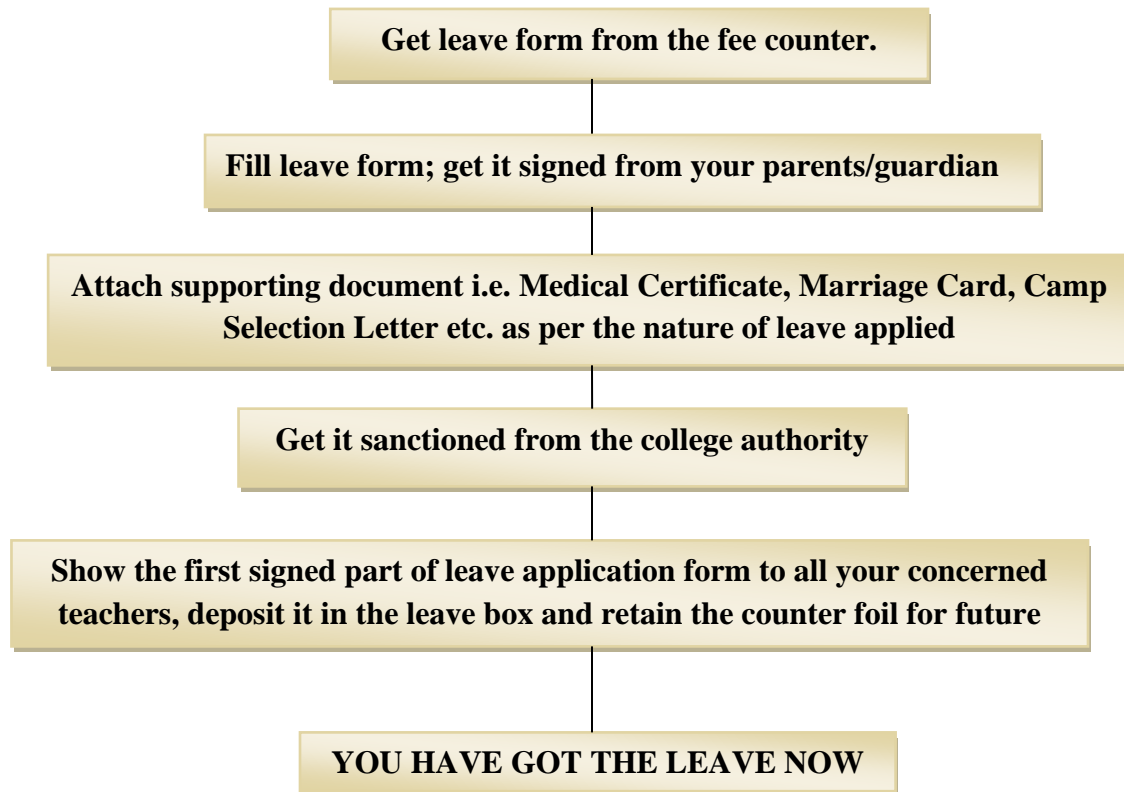 Get leave form from the fee counter.
Fill leave form; get it signed from your parents/guardian
Attach supporting document i.e. Medical Certificate, Marriage Card, Camp
Selection Letter etc. as per the nature of leave applied
Get it sanctioned from the college authority
Show the first signed part of leave application form to all your concerned
teachers, deposit it in the leave box and retain the counter foil for future
YOU HAVE GOT THE LEAVE NOW